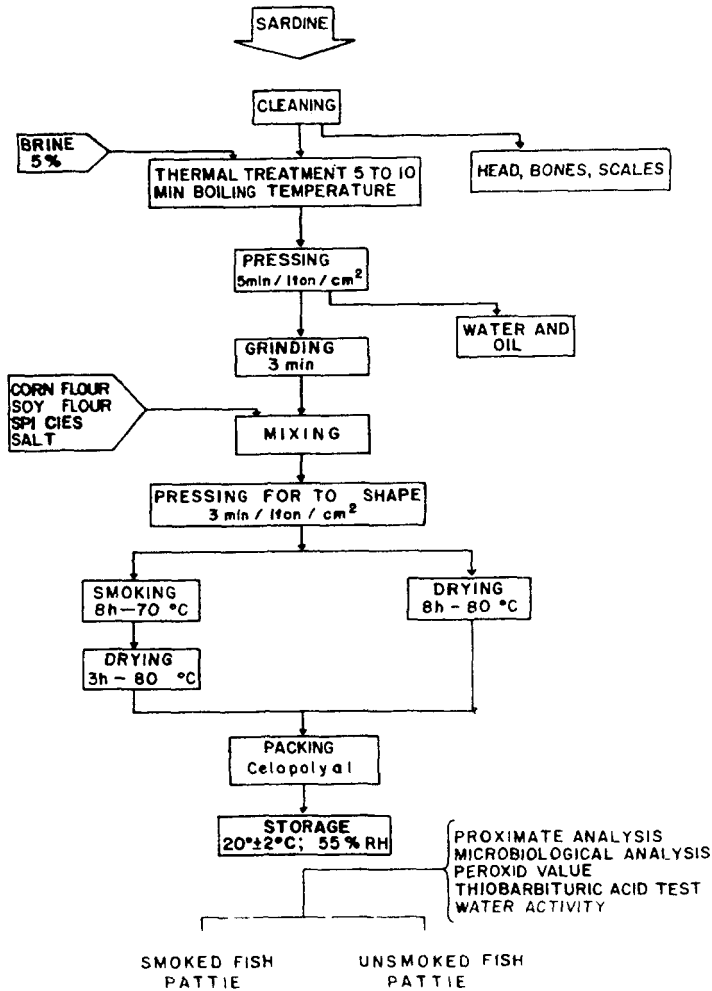 SARDINE
CLEANING
BRINE
5%
THERMAL TREATMENT 5 TO 10
MIN BOILING TEMPERATURE
HEAD, BONES, SCALES
PRESSING
5min / 1ton / cm²
WATER AND
OIL
GRINDING
3 min
CORN FLOUR
SOY FLOUR
SPICIES
SALT
MIXING
PRESSING FOR TO SHAPE
3 min / 1ton / cm²
SMOKING
8h–70 °C
DRYING
8h – 80 °C
DRYING
3h – 80 °C
PACKING
Celopolyal
STORAGE
20°±2°C; 55% RH
PROXIMATE ANALYSIS
MICROBIOLOGICAL ANALYSIS
PEROXID VALUE
THIOBARBITURIC ACID TEST
WATER ACTIVITY
SMOKED FISH
PATTIE
UNSMOKED FISH
PATTIE